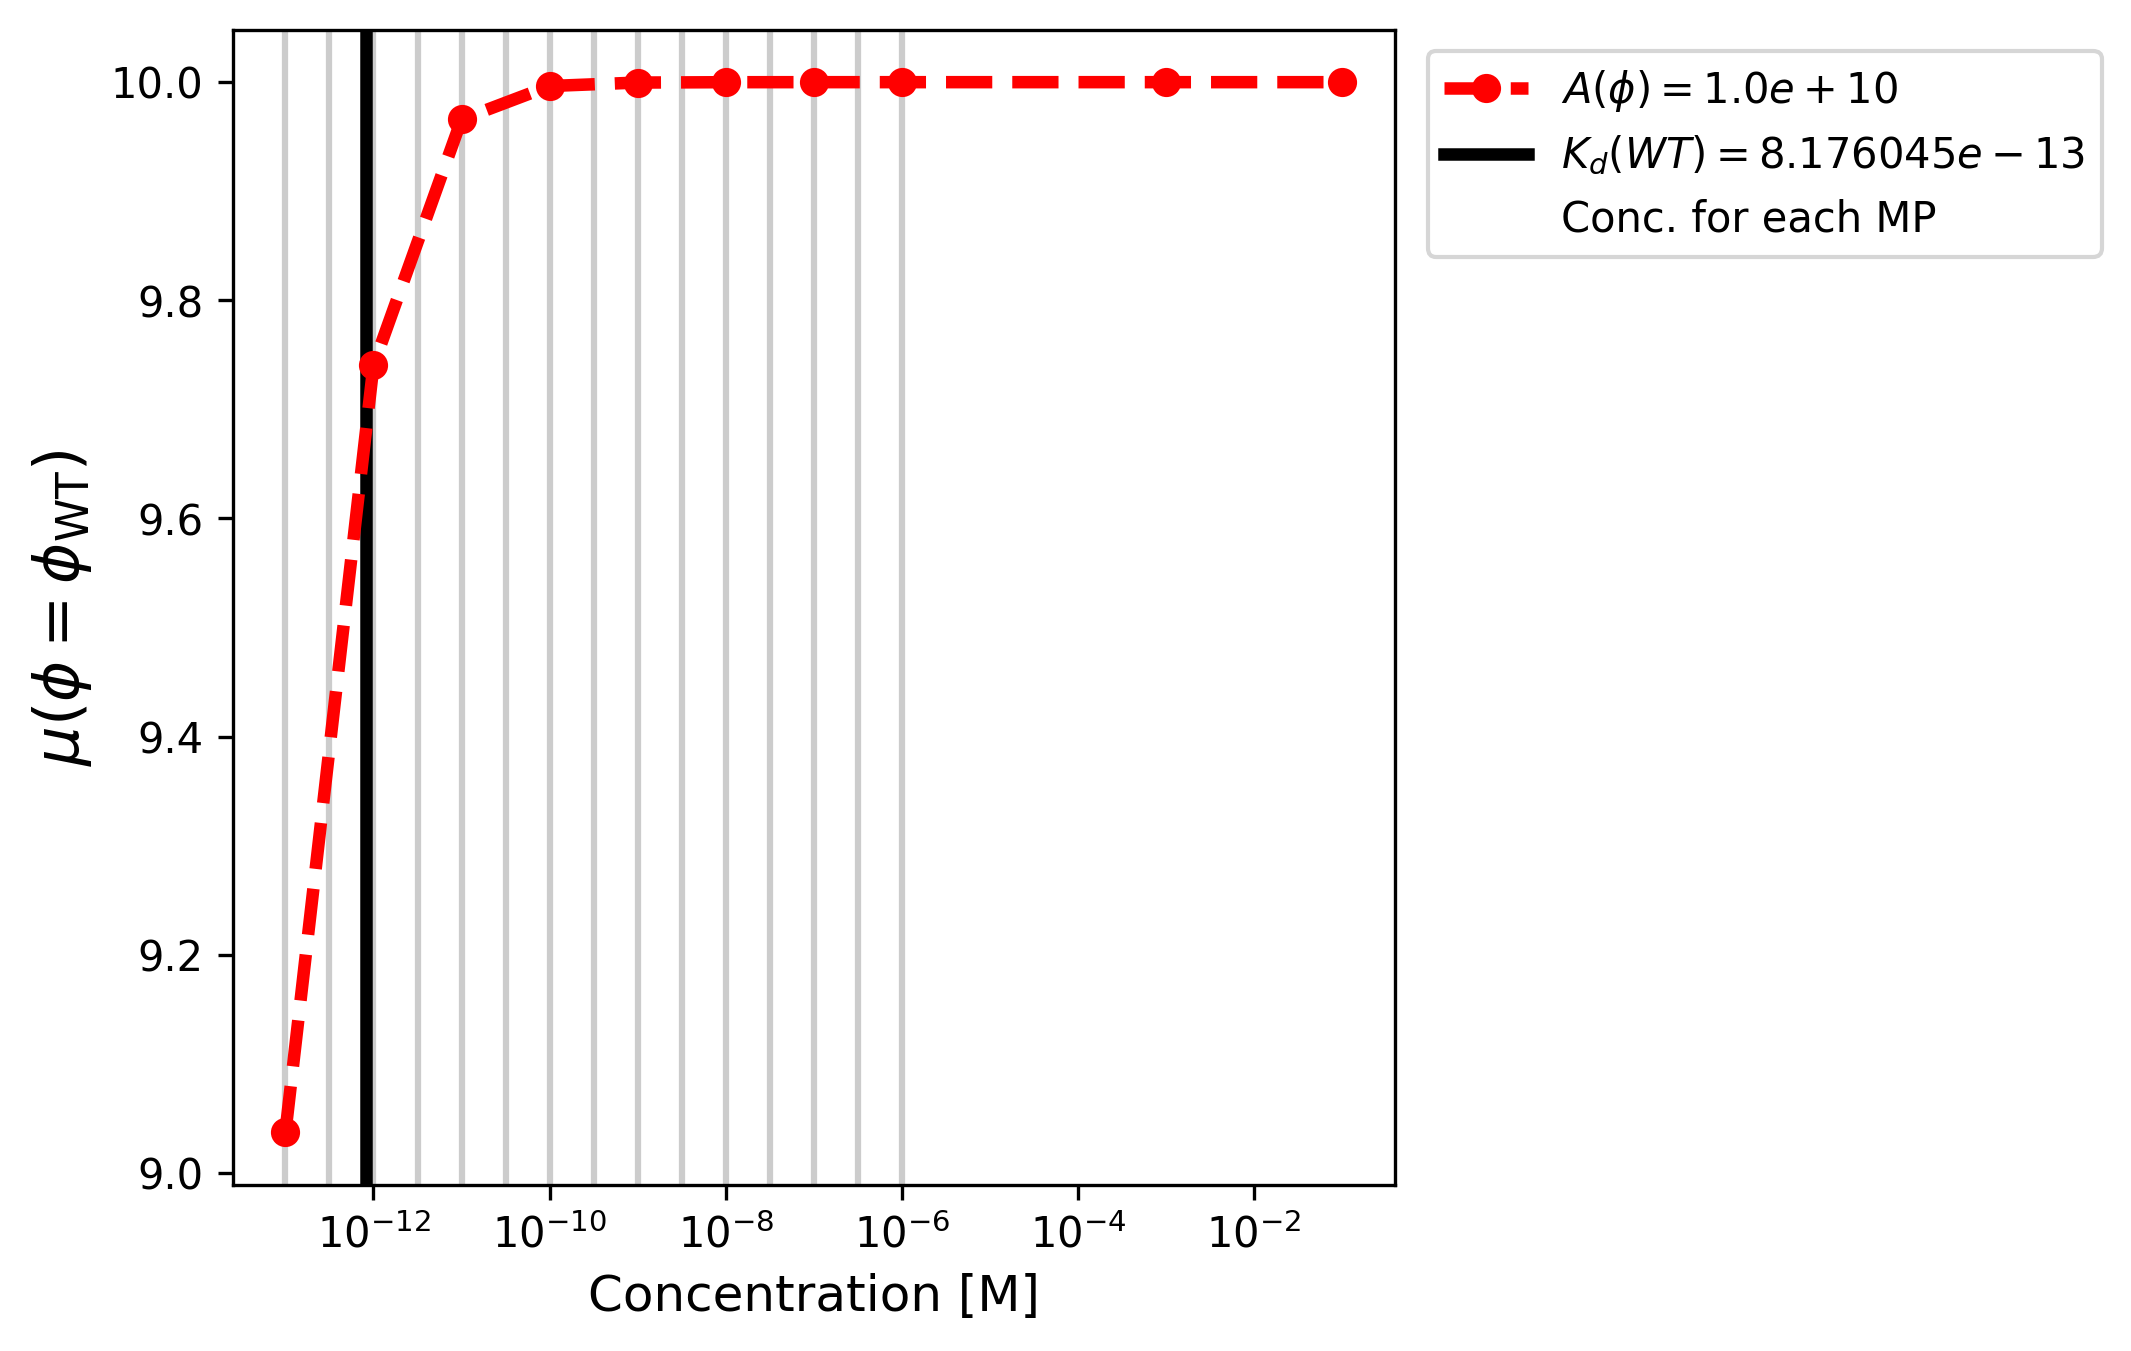 10.0
9.8
9.6
9.4
9.2
9.0
μ(ϕ = ϕ_WT)
10⁻¹² 10⁻¹⁰ 10⁻⁸ 10⁻⁶ 10⁻⁴ 10⁻²
Concentration [M]
A(ϕ) = 1.0e + 10
K_d(WT) = 8.176045e − 13
Conc. for each MP